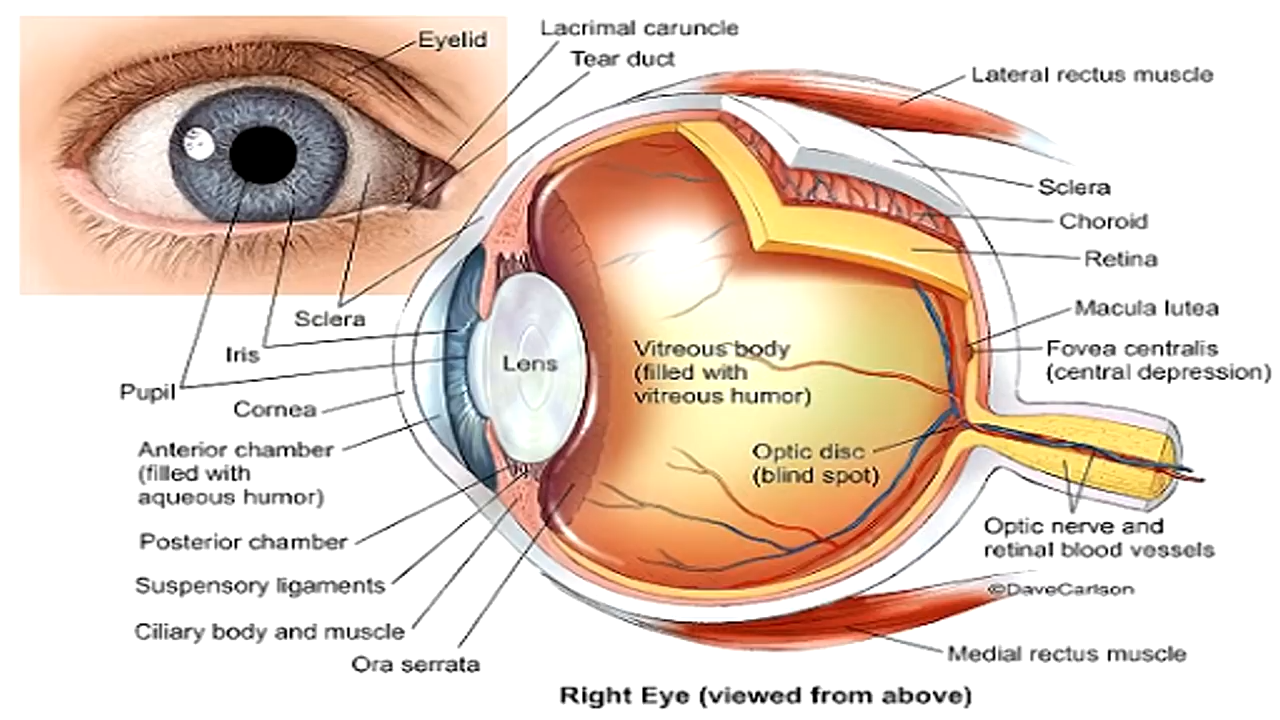 Eyelid
Lacrimal caruncle
Tear duct
Lateral rectus muscle
Sclera
Choroid
Retina
Macula lutea
Fovea centralis
(central depression)
Sclera
Iris
Pupil
Cornea
Anterior chamber
(filled with
aqueous humor)
Posterior chamber
Suspensory ligaments
Ciliary body and muscle
Ora serrata
Lens
Vitreous body
(filled with
vitreous humor)
Optic disc
(blind spot)
Optic nerve and
retinal blood vessels
©DaveCarlson
Medial rectus muscle
Right Eye (viewed from above)